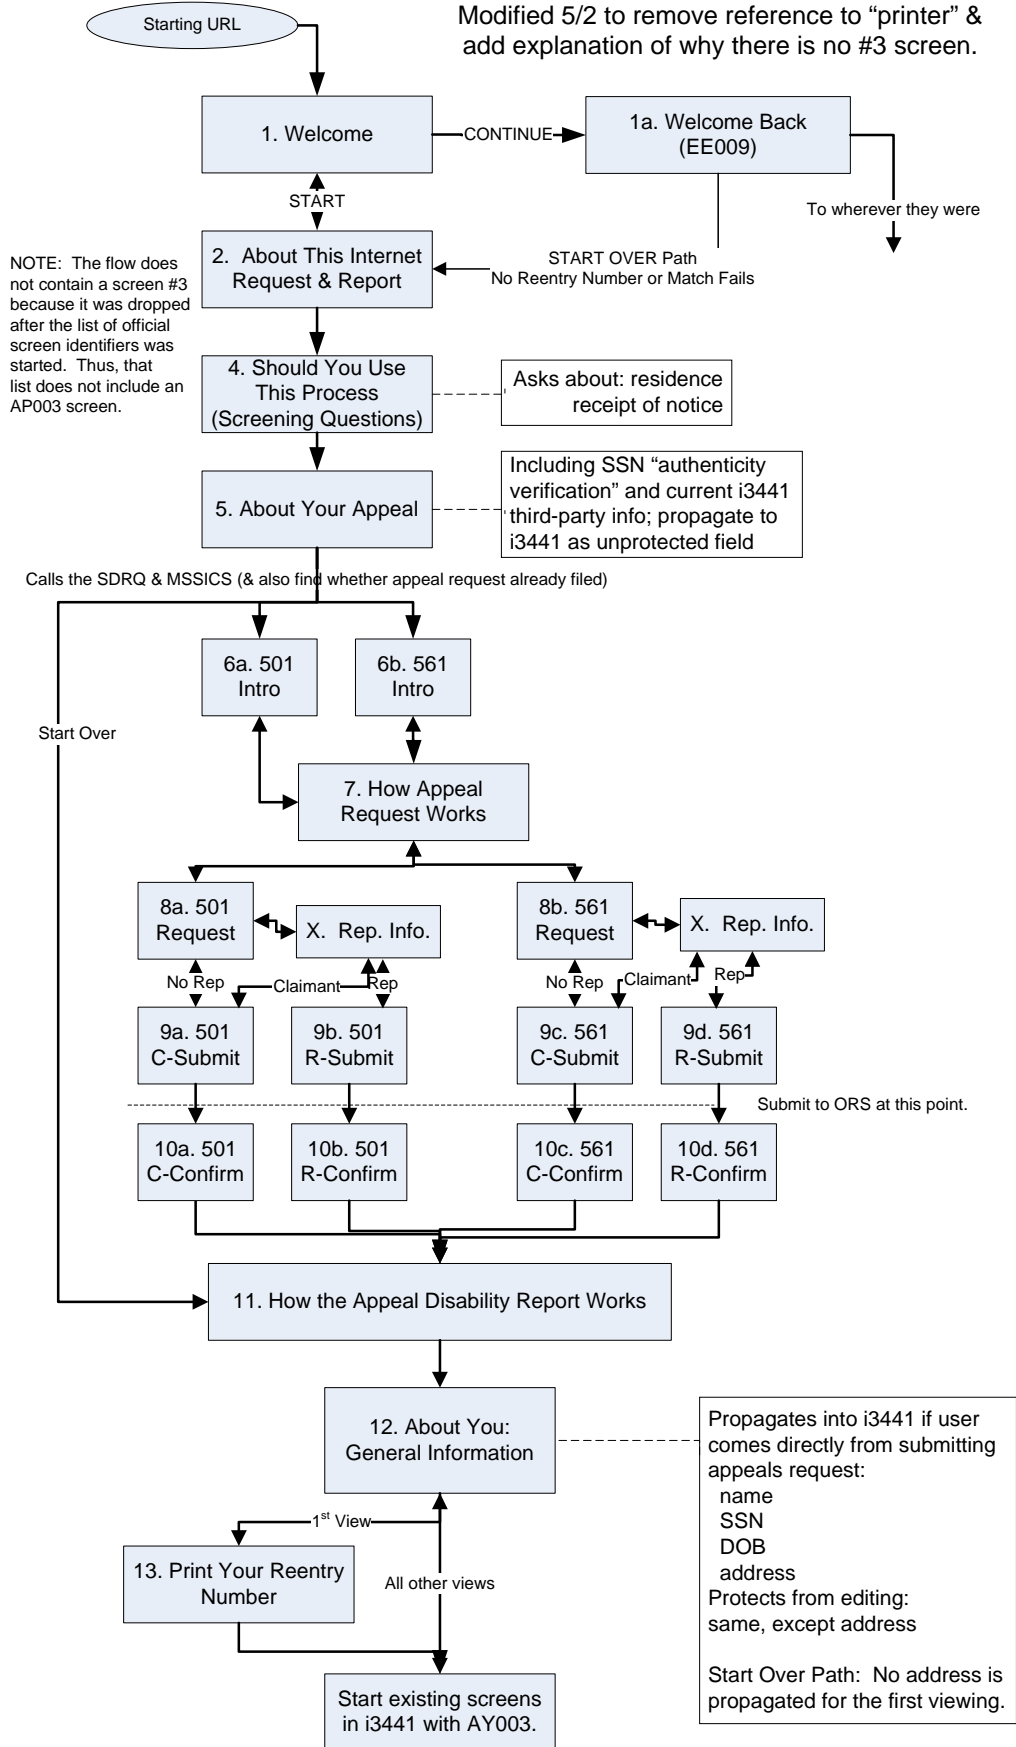 Modified 5/2 to remove reference to “printer” &
add explanation of why there is no #3 screen.
Starting URL
1. Welcome
CONTINUE
1a. Welcome Back
(EE009)
To wherever they were
START
START OVER Path
No Reentry Number or Match Fails
2. About This Internet
Request & Report
NOTE: The flow does
not contain a screen #3
because it was dropped
after the list of official
screen identifiers was
started. Thus, that
list does not include an
AP003 screen.
4. Should You Use
This Process
(Screening Questions)
Asks about: residence
receipt of notice
5. About Your Appeal
Including SSN “authenticity
verification” and current i3441
third-party info; propagate to
i3441 as unprotected field
Calls the SDRQ & MSSICS (& also find whether appeal request already filed)
6a. 501
Intro
6b. 561
Intro
Start Over
7. How Appeal
Request Works
8a. 501
Request
X. Rep. Info.
8b. 561
Request
X. Rep. Info.
No Rep
Claimant
Rep
No Rep
Claimant
Rep
9a. 501
C-Submit
9b. 501
R-Submit
9c. 561
C-Submit
9d. 561
R-Submit
Submit to ORS at this point.
10a. 501
C-Confirm
10b. 501
R-Confirm
10c. 561
C-Confirm
10d. 561
R-Confirm
11. How the Appeal Disability Report Works
12. About You:
General Information
Propagates into i3441 if user
comes directly from submitting
appeals request:
name
SSN
DOB
address
Protects from editing:
same, except address
Start Over Path: No address is
propagated for the first viewing.
1st View
13. Print Your Reentry
Number
All other views
Start existing screens
in i3441 with AY003.